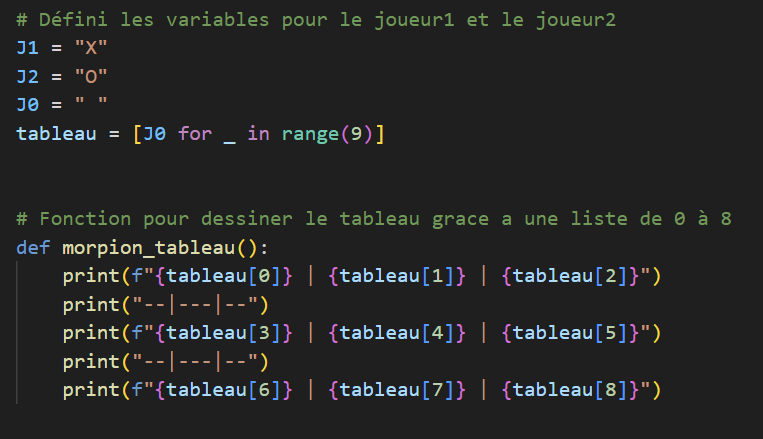 # Défini les variables pour le joueur1 et le joueur2
J1 = "X"
J2 = "O"
J0 = " "
tableau = [J0 for _ in range(9)]
# Fonction pour dessiner le tableau grace a une liste de 0 à 8
def morpion_tableau():
    print(f"{tableau[0]} | {tableau[1]} | {tableau[2]}")
    print("--|---|--")
    print(f"{tableau[3]} | {tableau[4]} | {tableau[5]}")
    print("--|---|--")
    print(f"{tableau[6]} | {tableau[7]} | {tableau[8]}")